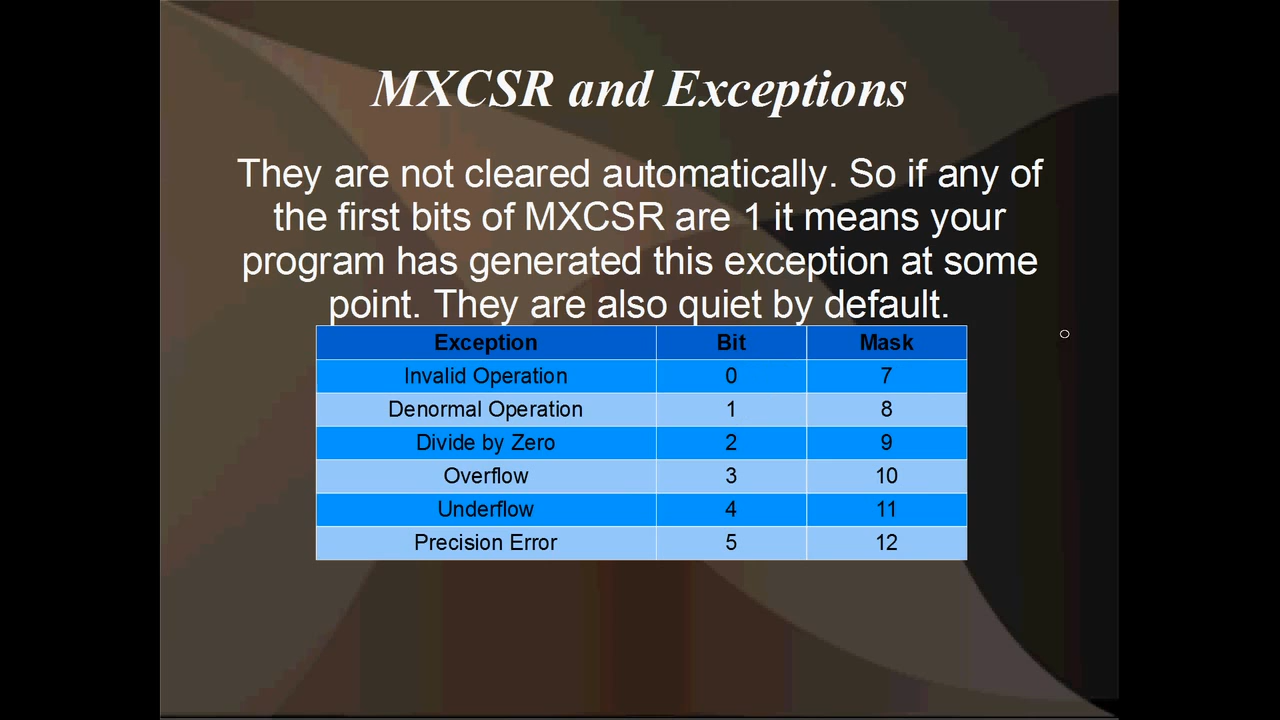 MXCSR and Exceptions
They are not cleared automatically. So if any of
the first bits of MXCSR are 1 it means your
program has generated this exception at some
point. They are also quiet by default.
Exception Bit Mask
Invalid Operation 0 7
Denormal Operation 1 8
Divide by Zero 2 9
Overflow 3 10
Underflow 4 11
Precision Error 5 12